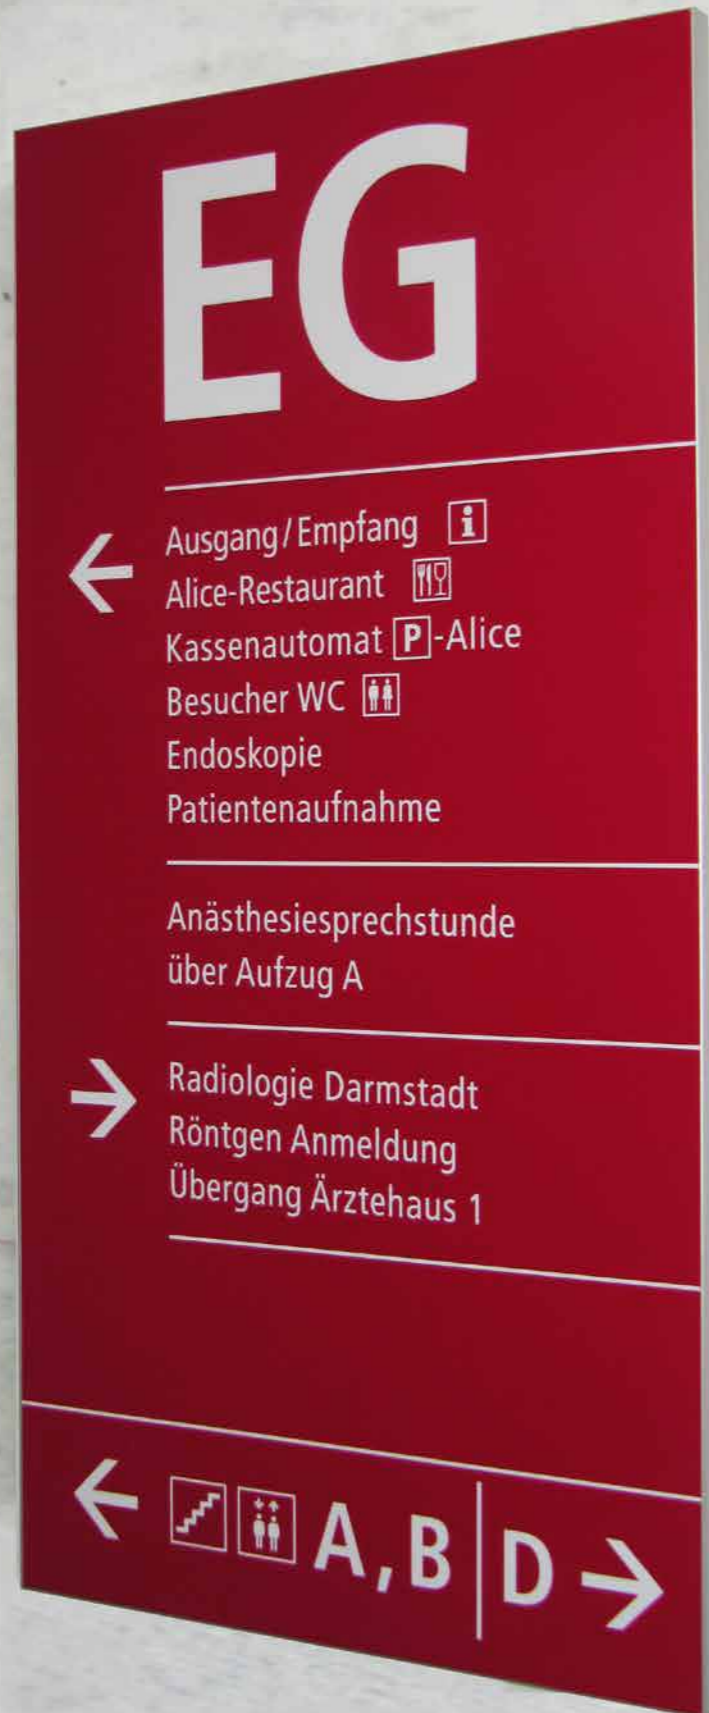 EG
Ausgang/Empfang i
Alice-Restaurant
Kassenautomat P-Alice
Besucher WC
Endoskopie
Patientenaufnahme
Anästhesiesprechstunde
über Aufzug A
Radiologie Darmstadt
Röntgen Anmeldung
Übergang Ärztehaus 1
A, B D